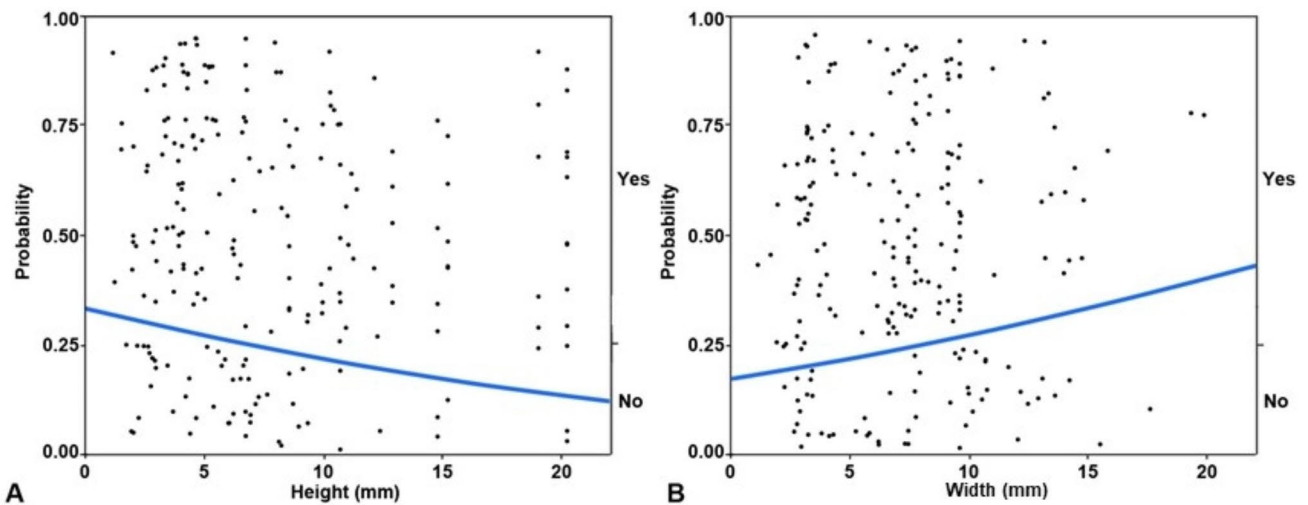 1.00
0.75
0.50
0.25
0.00
Probability
Yes
No
0 5 10 15 20
Height (mm)
A
1.00
0.75
0.50
0.25
0.00
Probability
Yes
No
0 5 10 15 20
Width (mm)
B